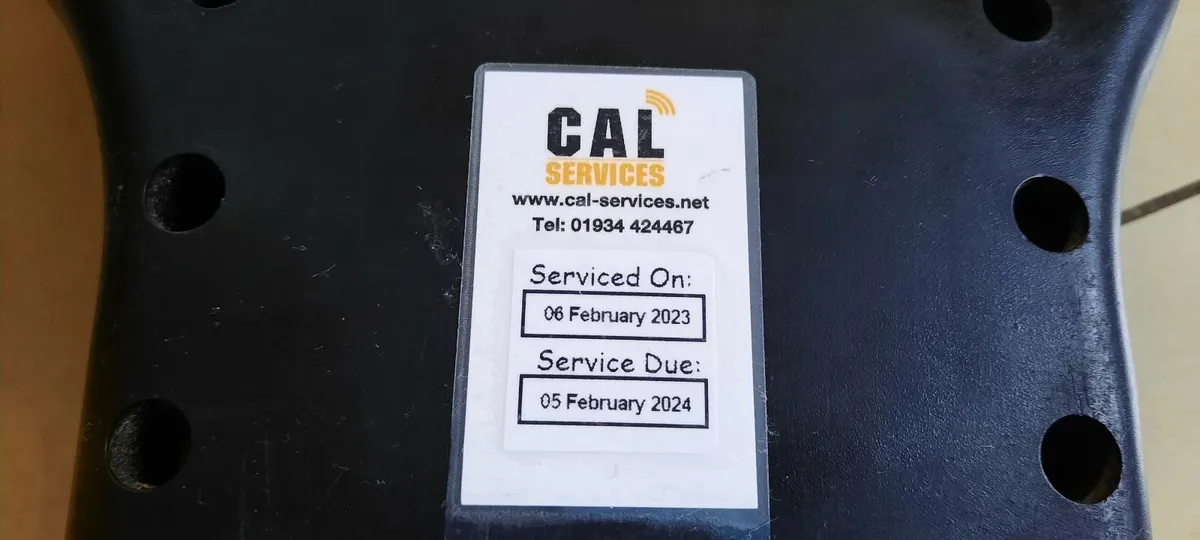 CAL
SERVICES
www.cal-services.net
Tel: 01934 424467
Serviced On:
06 February 2023
Service Due:
05 February 2024